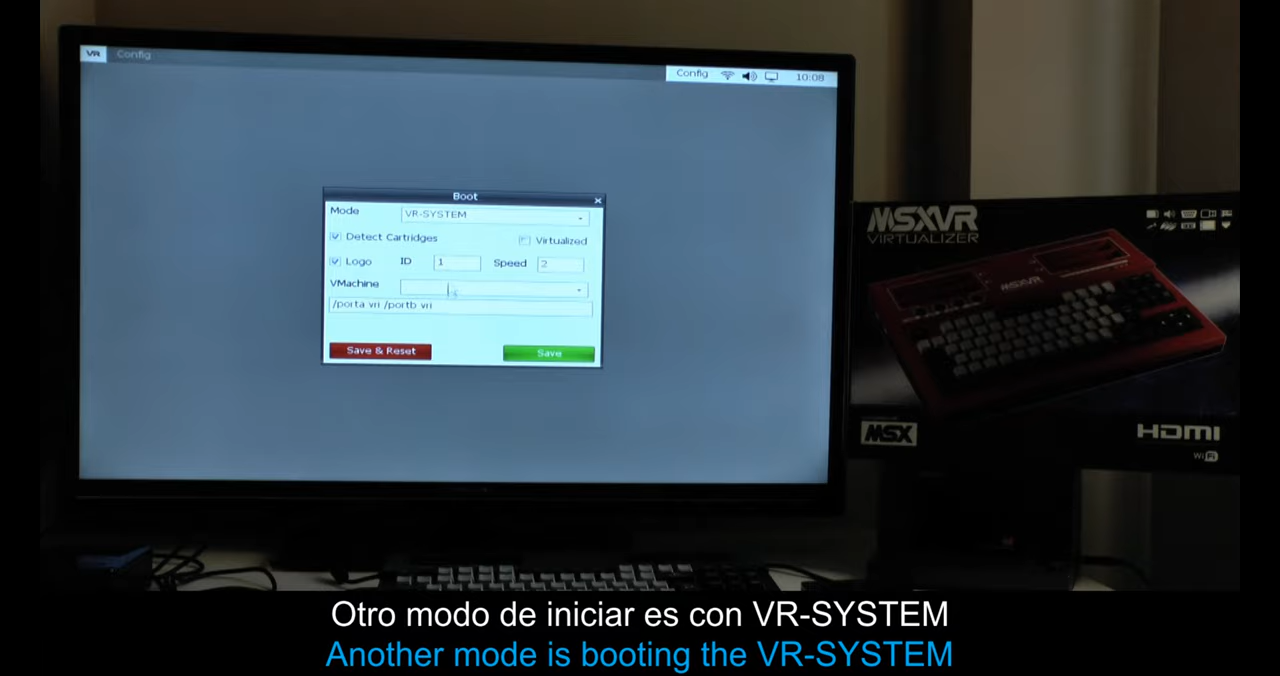 VR Config
Config 10:08
Boot
Mode VR-SYSTEM
Detect Cartridges Virtualized
Logo ID 1 Speed 2
VMachine
/porta vri /portb vri
Save & Reset Save
MSXVR
VIRTUALIZER
MSXVR
MSX
HDMI
WiFi
Otro modo de iniciar es con VR-SYSTEM
Another mode is booting the VR-SYSTEM